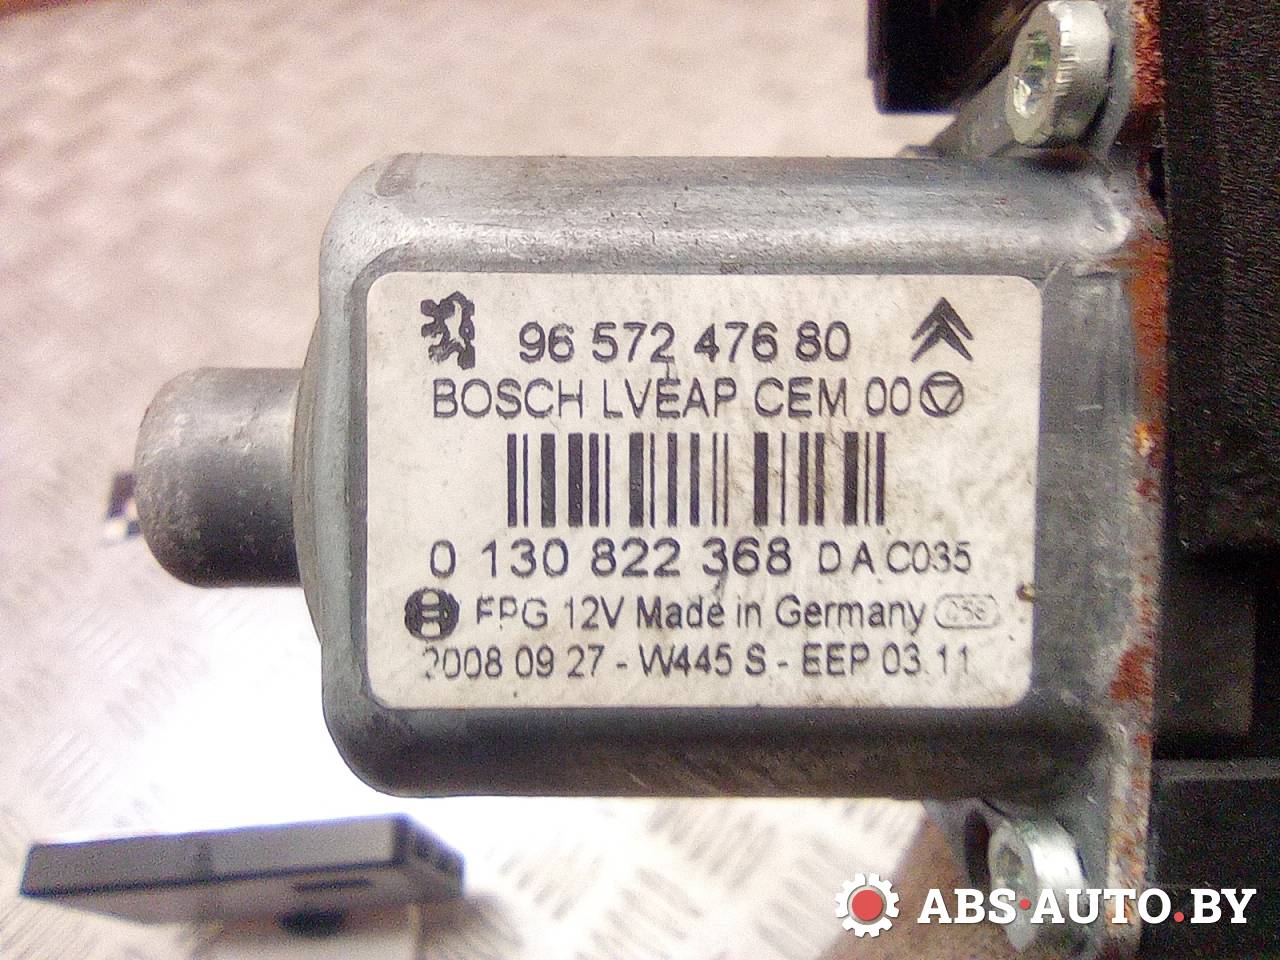 96 572 476 80
BOSCH LVEAP CEM 00
0 130 822 368 D A C035
FPG 12V Made in Germany 058
2008 09 27 - W445 S - EEP 03.11
ABS·AUTO.BY